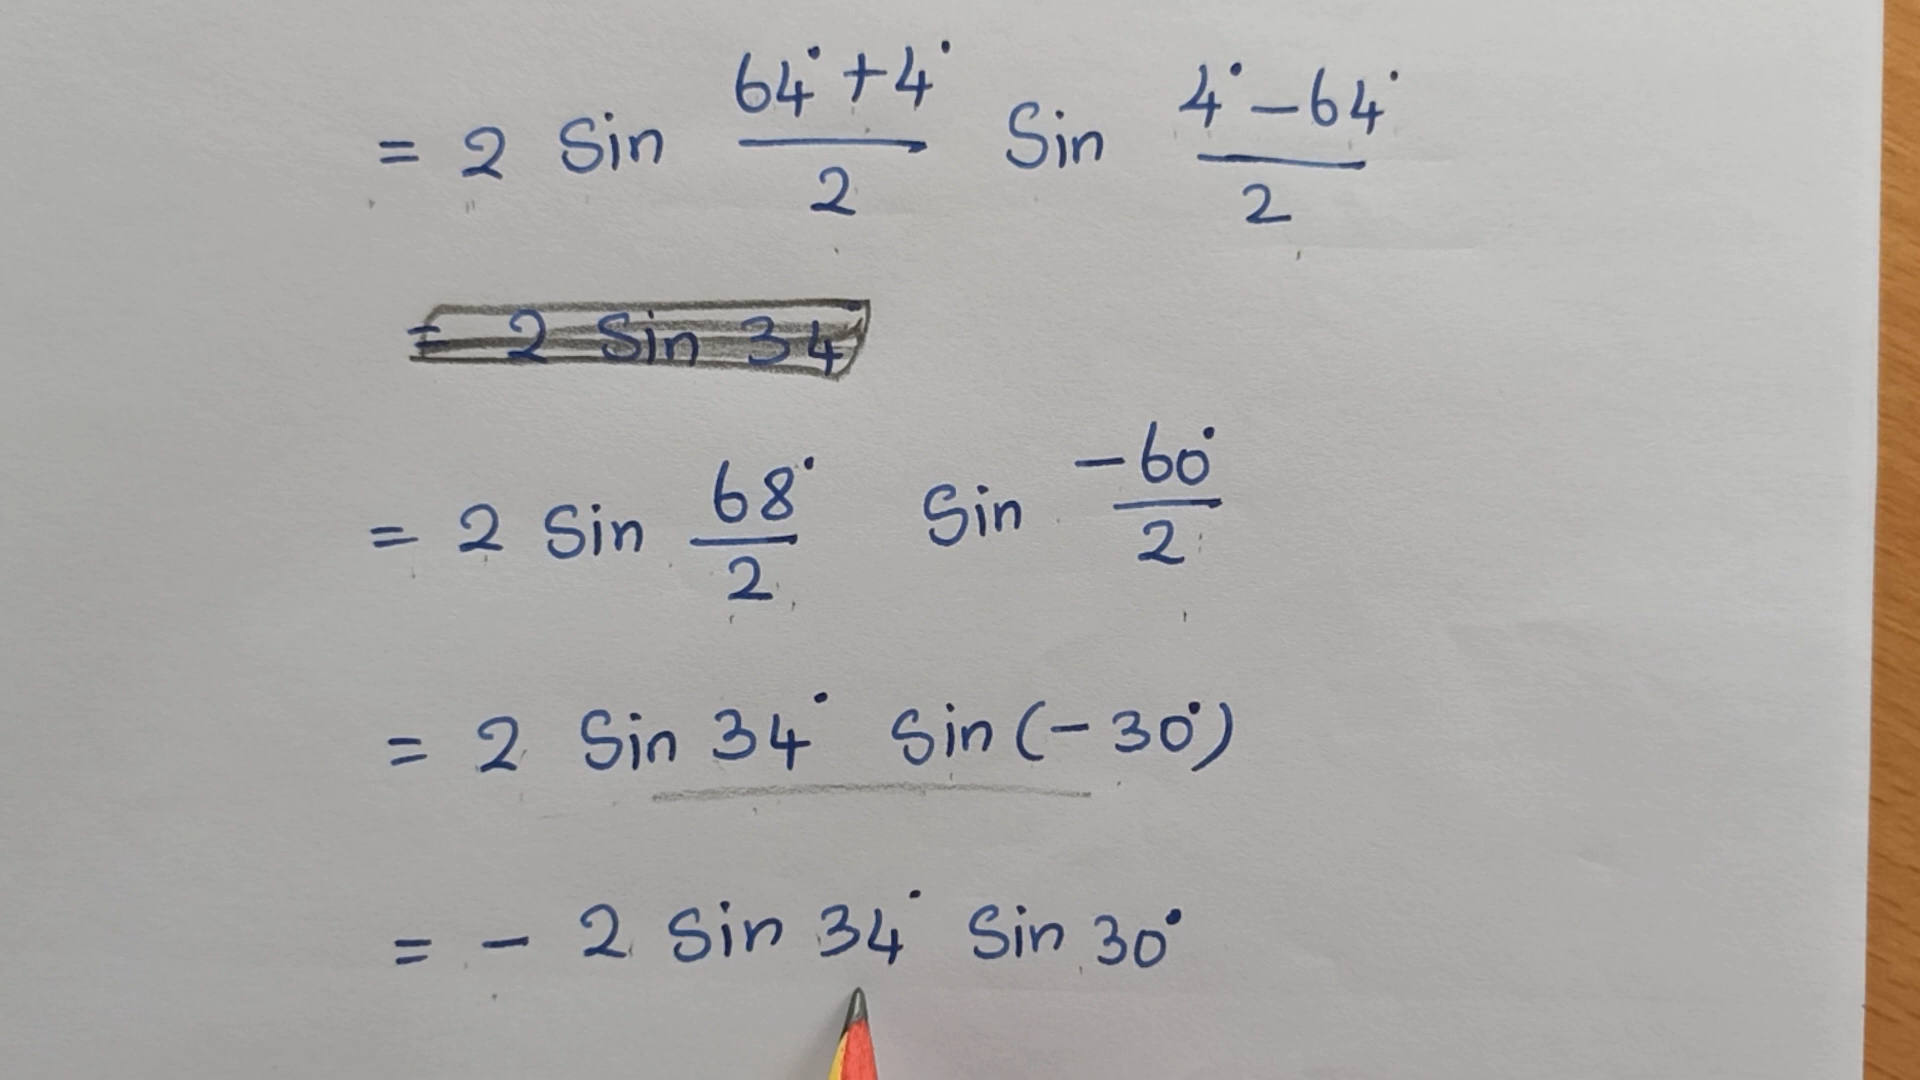 = 2 Sin (64°+4°)/2 Sin (4°-64°)/2
= 2 Sin 34
= 2 Sin 68°/2 Sin -60°/2
= 2 Sin 34° Sin (-30°)
= - 2 Sin 34° Sin 30°